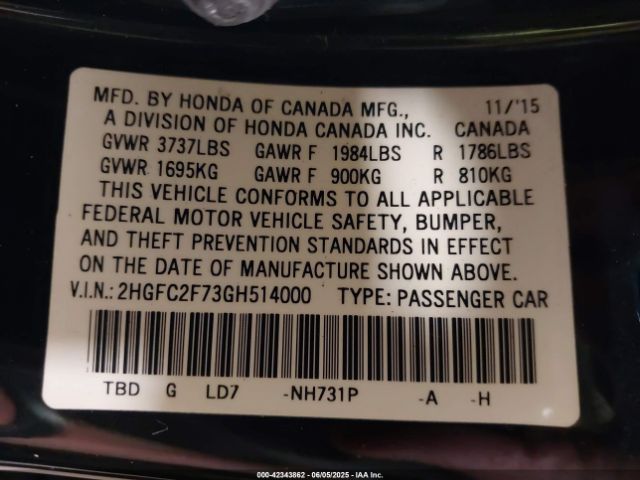 MFD. BY HONDA OF CANADA MFG., 11/'15
A DIVISION OF HONDA CANADA INC. CANADA
GVWR 3737LBS GAWR F 1984LBS R 1786LBS
GVWR 1695KG GAWR F 900KG R 810KG
THIS VEHICLE CONFORMS TO ALL APPLICABLE
FEDERAL MOTOR VEHICLE SAFETY, BUMPER,
AND THEFT PREVENTION STANDARDS IN EFFECT
ON THE DATE OF MANUFACTURE SHOWN ABOVE.
V.I.N.:2HGFC2F73GH514000 TYPE: PASSENGER CAR
TBD G LD7 -NH731P -A -H
000-42343862 | 06/05/2025 - IAA Inc.